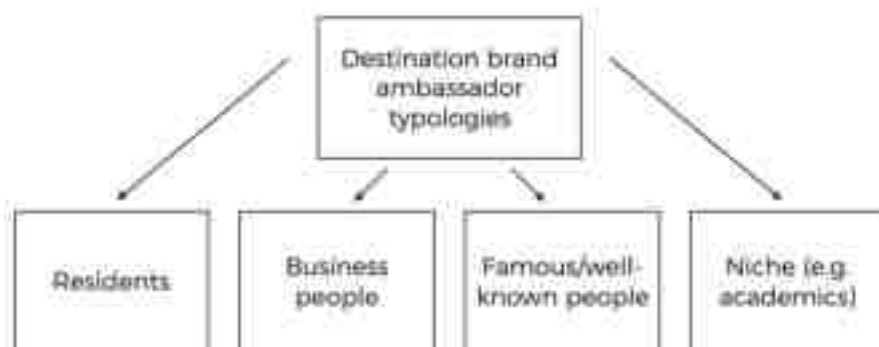 Destination brand
ambassador
typologies
Residents
Business
people
Famous/well-
known people
Niche (e.g.
academics)